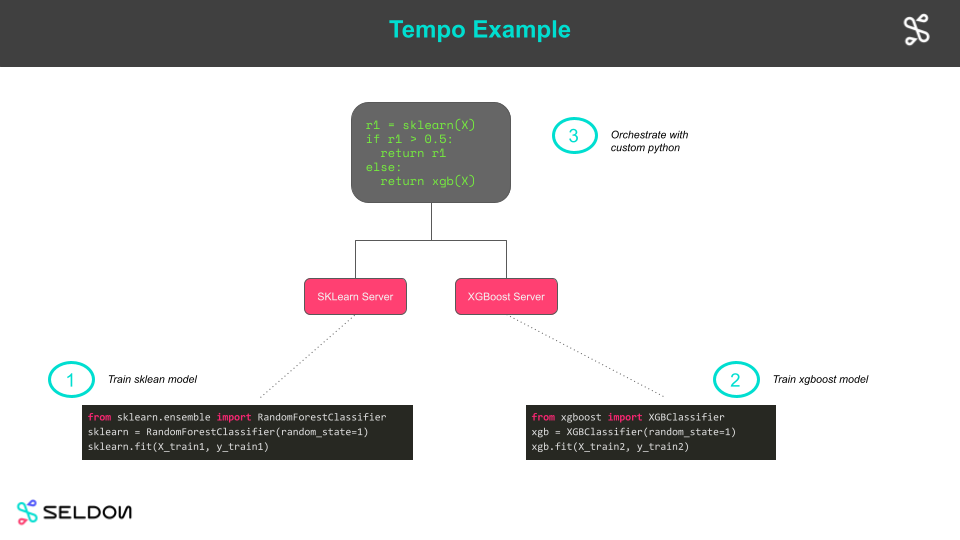 Tempo Example
r1 = sklearn(X)
if r1 > 0.5:
  return r1
else:
  return xgb(X)
3
Orchestrate with
custom python
SKLearn Server
XGBoost Server
1
Train sklean model
2
Train xgboost model
from sklearn.ensemble import RandomForestClassifier
sklearn = RandomForestClassifier(random_state=1)
sklearn.fit(X_train1, y_train1)
from xgboost import XGBClassifier
xgb = XGBClassifier(random_state=1)
xgb.fit(X_train2, y_train2)
SELDON